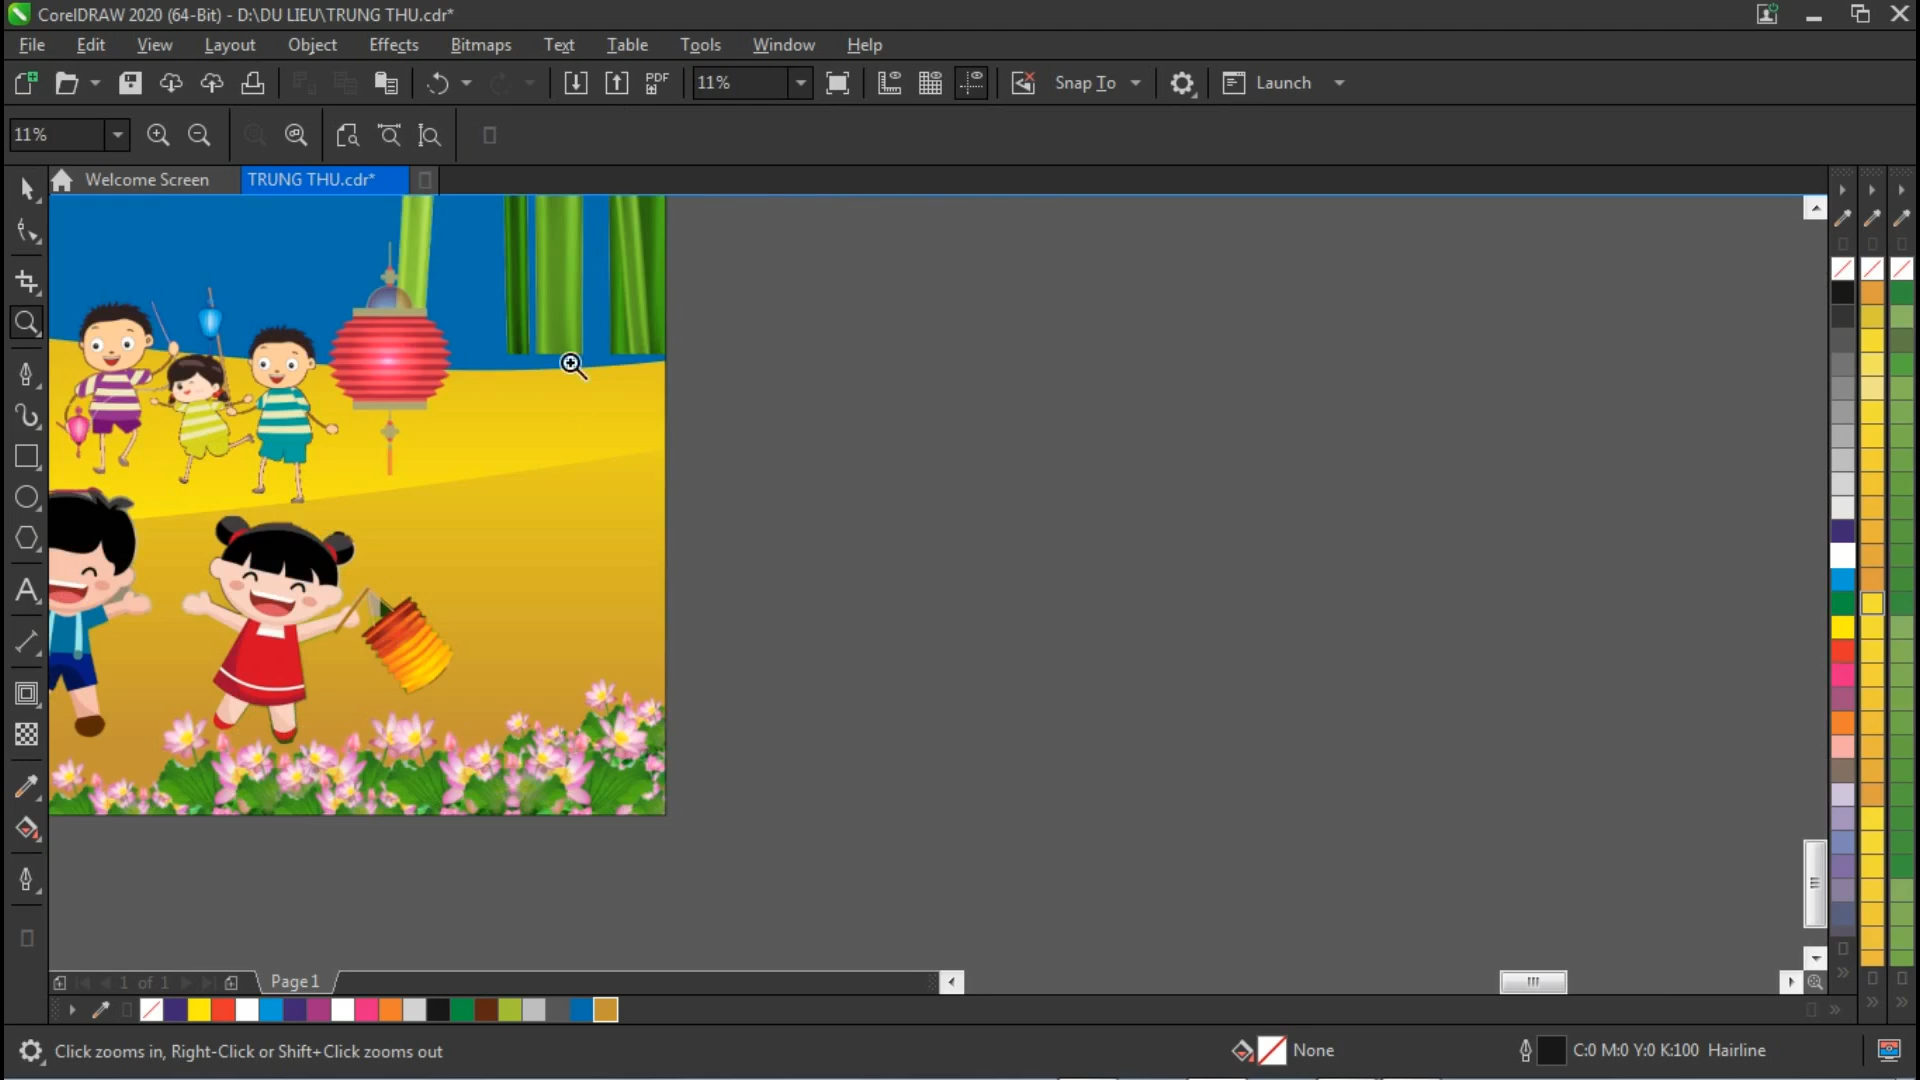 CorelDRAW 2020 (64-Bit) - D:\DU LIEU\TRUNG THU.cdr*
File Edit View Layout Object Effects Bitmaps Text Table Tools Window Help
PDF 11% Snap To Launch
11%
Welcome Screen TRUNG THU.cdr*
A
1 of 1 Page 1
Click zooms in, Right-Click or Shift+Click zooms out None C:0 M:0 Y:0 K:100 Hairline